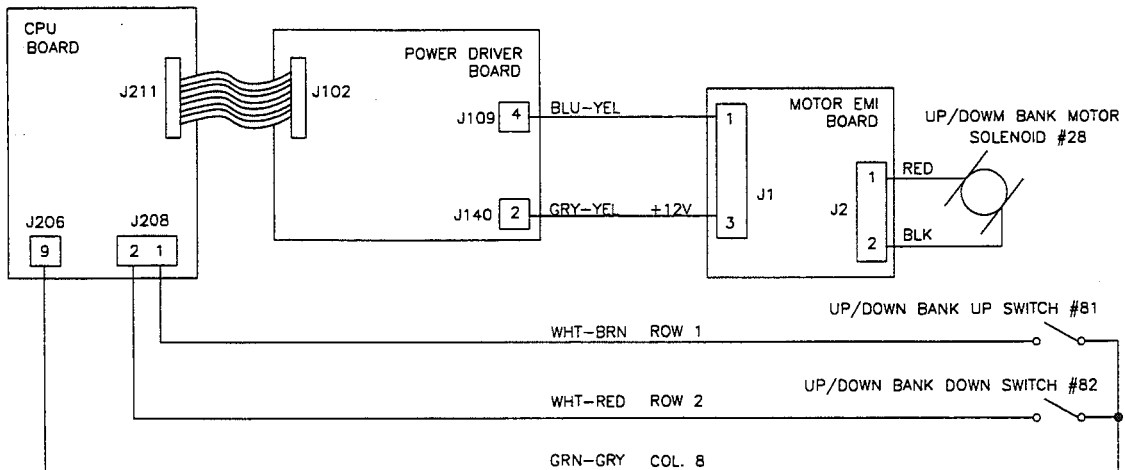 CPU
BOARD
POWER DRIVER
BOARD
J211
J102
J109
4
BLU-YEL
1
MOTOR EMI
BOARD
UP/DOWM BANK MOTOR
SOLENOID #28
J1
J2
1
RED
J140
2
GRY-YEL
+12V
3
2
BLK
J206
J208
9
2 1
UP/DOWN BANK UP SWITCH #81
WHT-BRN ROW 1
UP/DOWN BANK DOWN SWITCH #82
WHT-RED ROW 2
GRN-GRY COL. 8